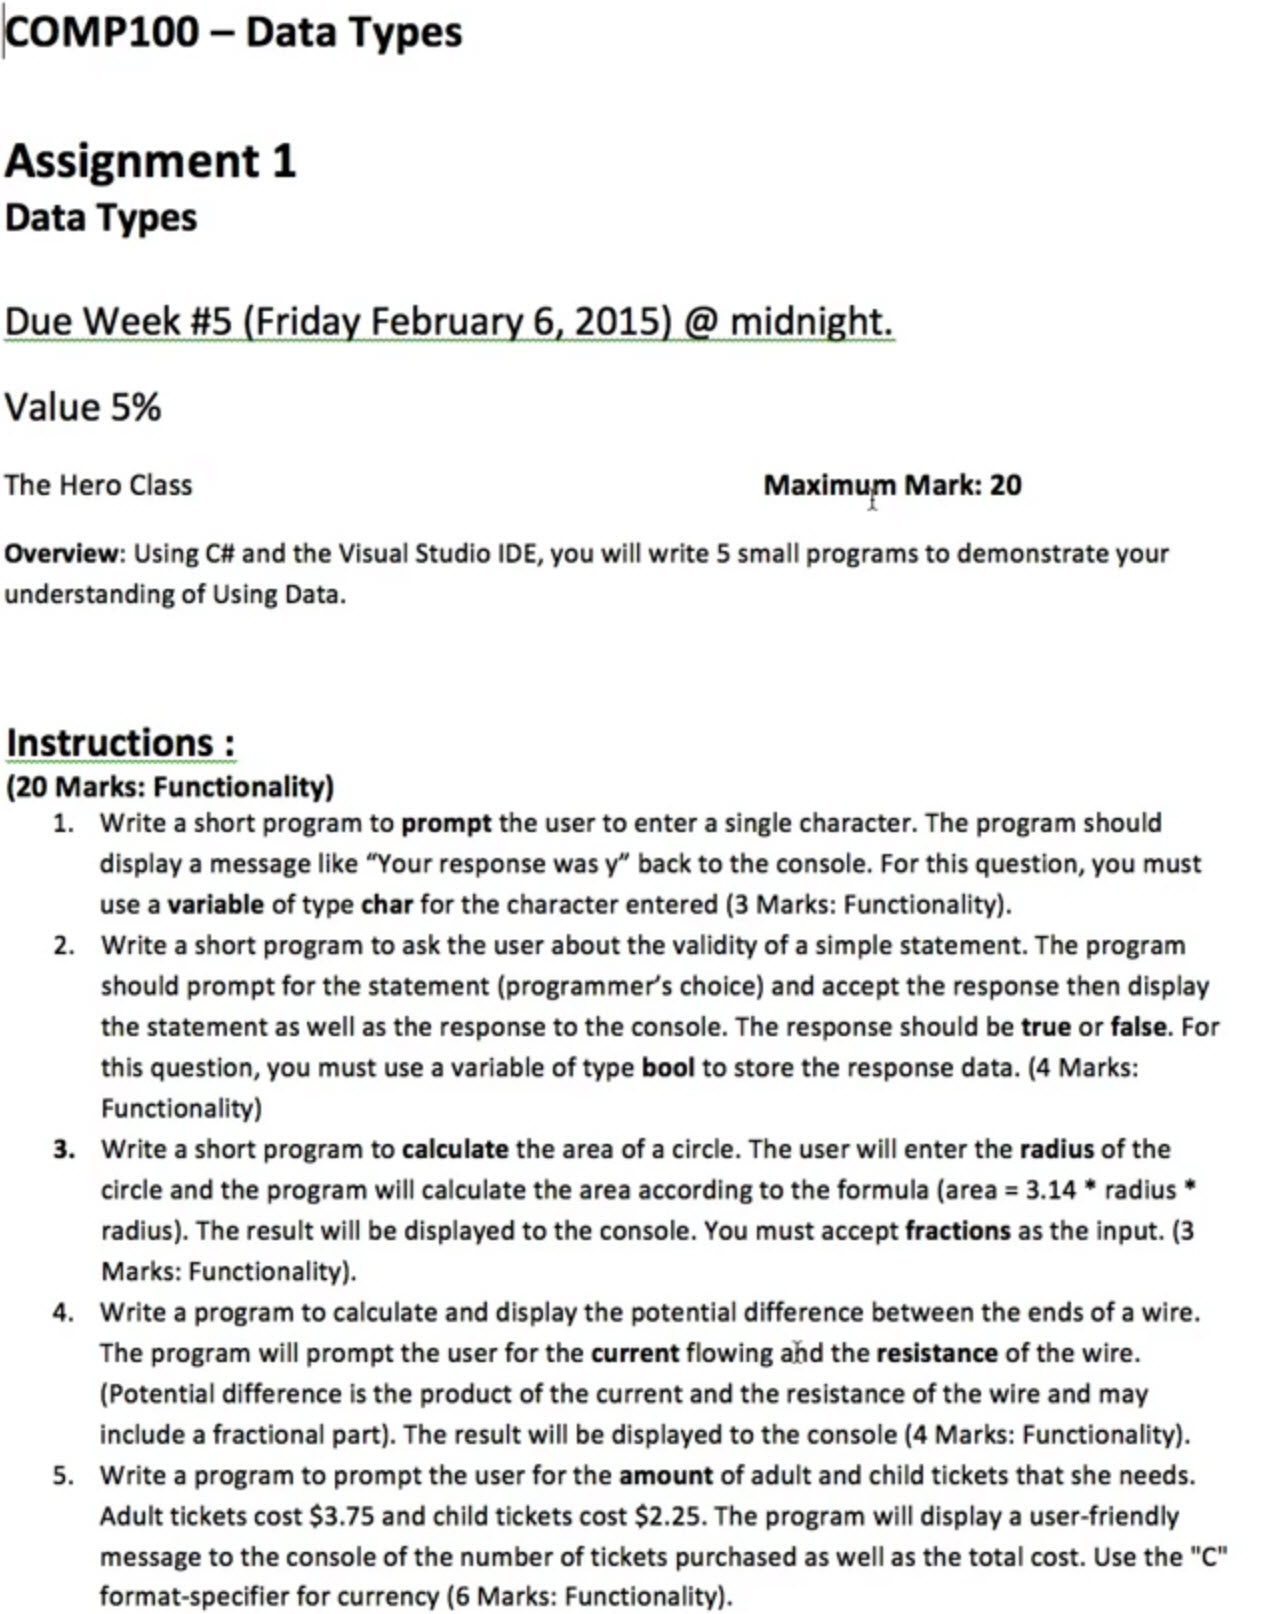 COMP100 – Data Types
Assignment 1
Data Types
Due Week #5 (Friday February 6, 2015) @ midnight.
Value 5%
The Hero Class Maximum Mark: 20
Overview: Using C# and the Visual Studio IDE, you will write 5 small programs to demonstrate your
understanding of Using Data.
Instructions :
(20 Marks: Functionality)
1. Write a short program to prompt the user to enter a single character. The program should
display a message like “Your response was y” back to the console. For this question, you must
use a variable of type char for the character entered (3 Marks: Functionality).
2. Write a short program to ask the user about the validity of a simple statement. The program
should prompt for the statement (programmer’s choice) and accept the response then display
the statement as well as the response to the console. The response should be true or false. For
this question, you must use a variable of type bool to store the response data. (4 Marks:
Functionality)
3. Write a short program to calculate the area of a circle. The user will enter the radius of the
circle and the program will calculate the area according to the formula (area = 3.14 * radius *
radius). The result will be displayed to the console. You must accept fractions as the input. (3
Marks: Functionality).
4. Write a program to calculate and display the potential difference between the ends of a wire.
The program will prompt the user for the current flowing and the resistance of the wire.
(Potential difference is the product of the current and the resistance of the wire and may
include a fractional part). The result will be displayed to the console (4 Marks: Functionality).
5. Write a program to prompt the user for the amount of adult and child tickets that she needs.
Adult tickets cost $3.75 and child tickets cost $2.25. The program will display a user-friendly
message to the console of the number of tickets purchased as well as the total cost. Use the "C"
format-specifier for currency (6 Marks: Functionality).